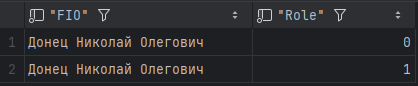 "FIO" "Role"
1 Донец Николай Олегович 0
2 Донец Николай Олегович 1